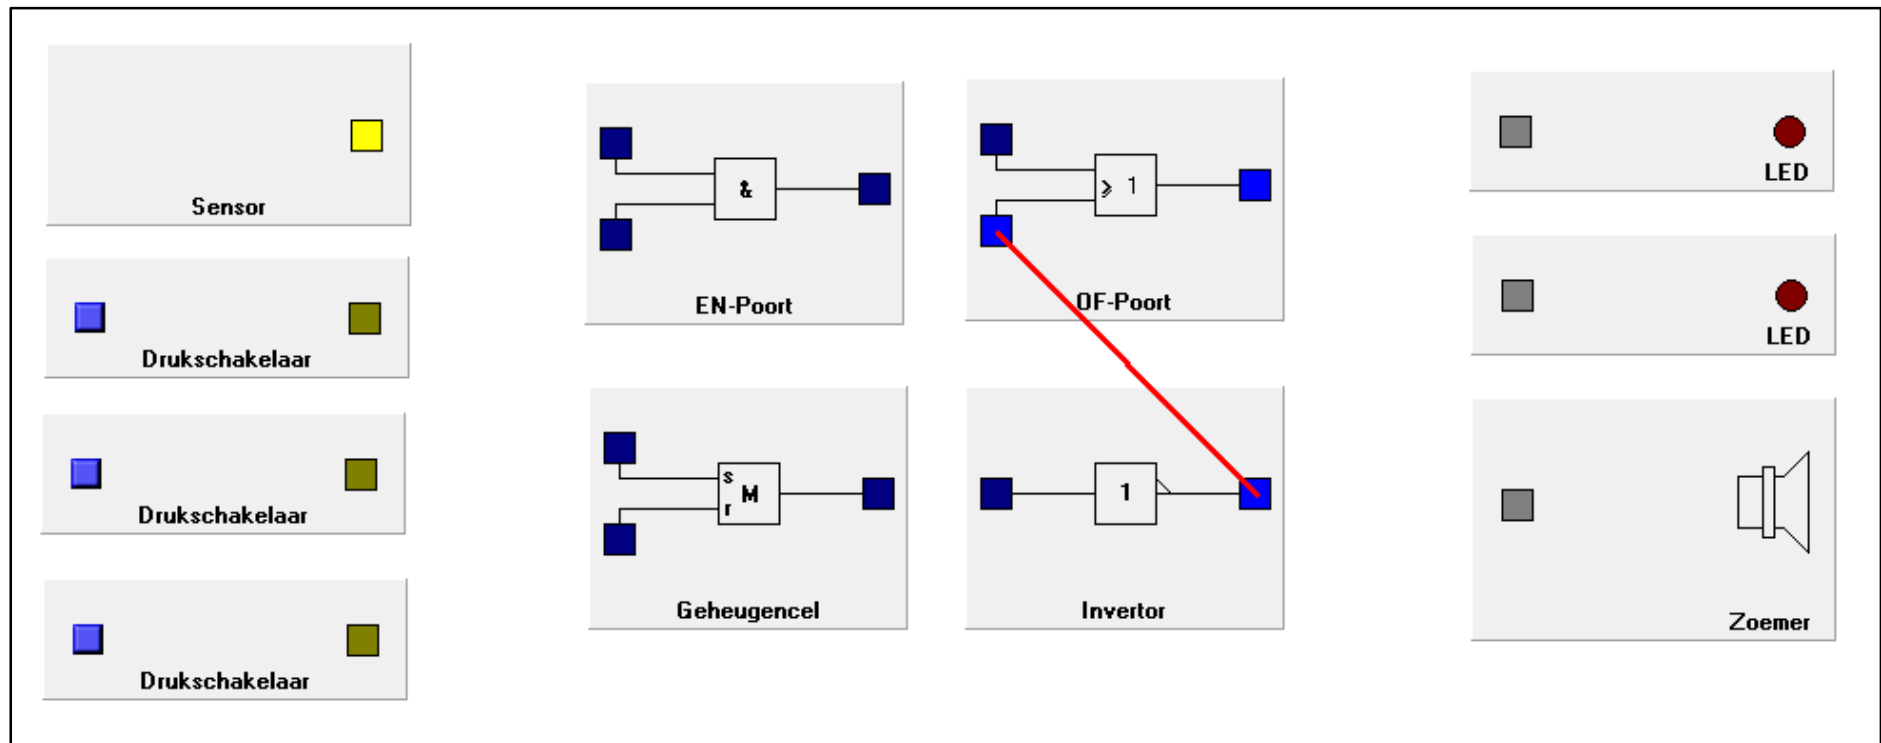 Sensor
Drukschakelaar
Drukschakelaar
Drukschakelaar
&
EN-Poort
≥ 1
OF-Poort
s
M
r
Geheugencel
1
Invertor
LED
LED
Zoemer